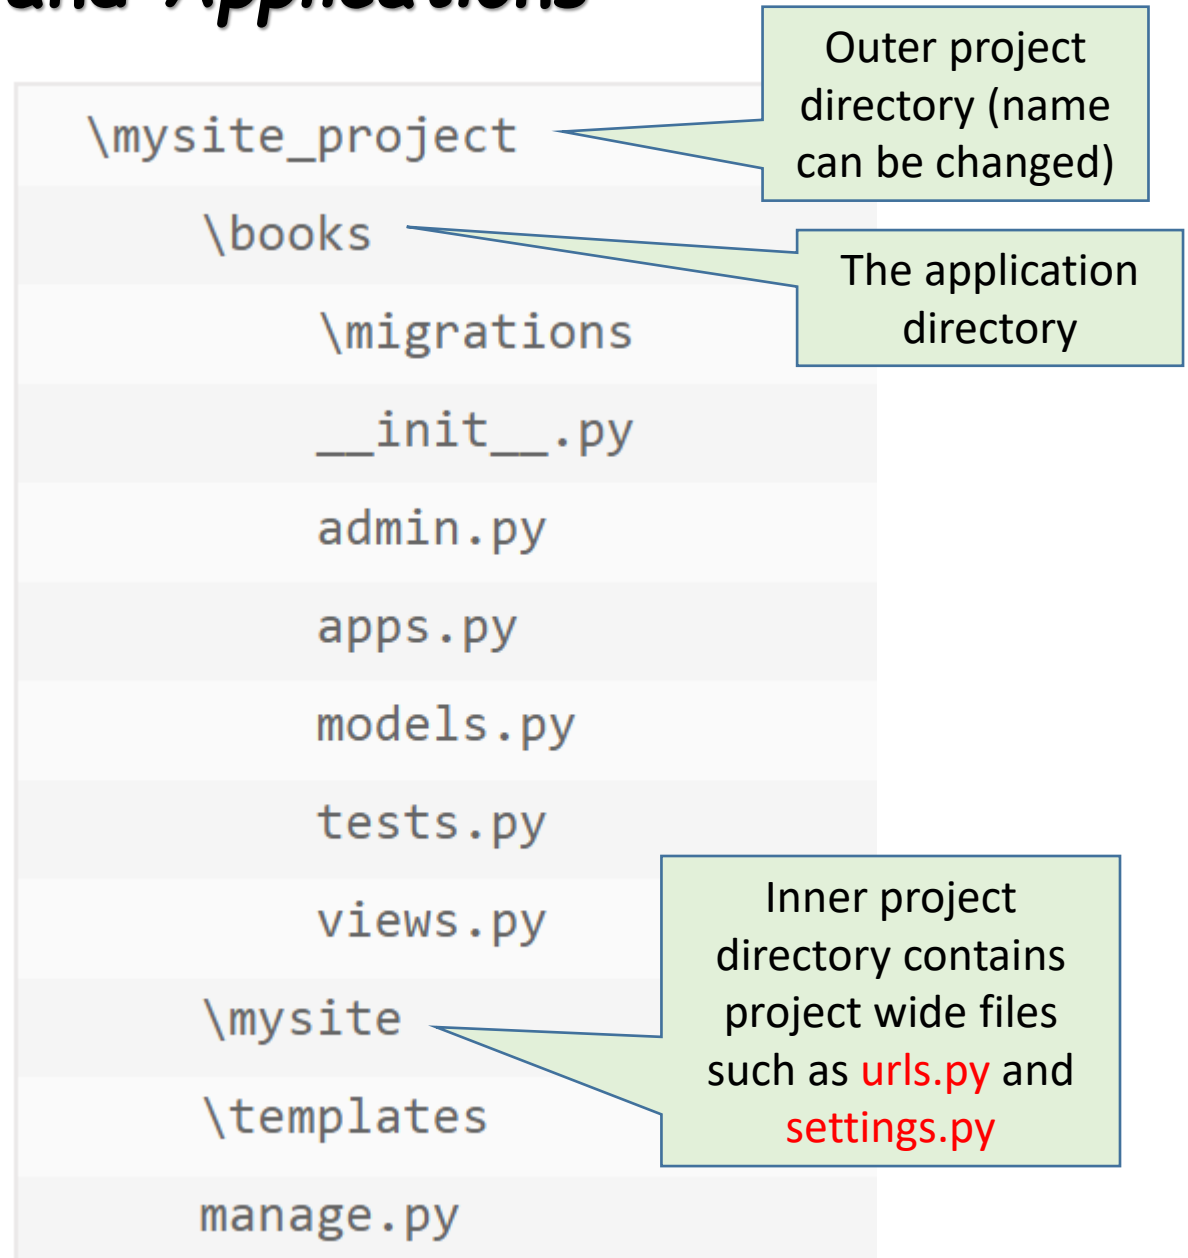 and Applications
\mysite_project
Outer project
directory (name
can be changed)
\books
The application
directory
\migrations
__init__.py
admin.py
apps.py
models.py
tests.py
views.py
\mysite
Inner project
directory contains
project wide files
such as urls.py and
settings.py
\templates
manage.py